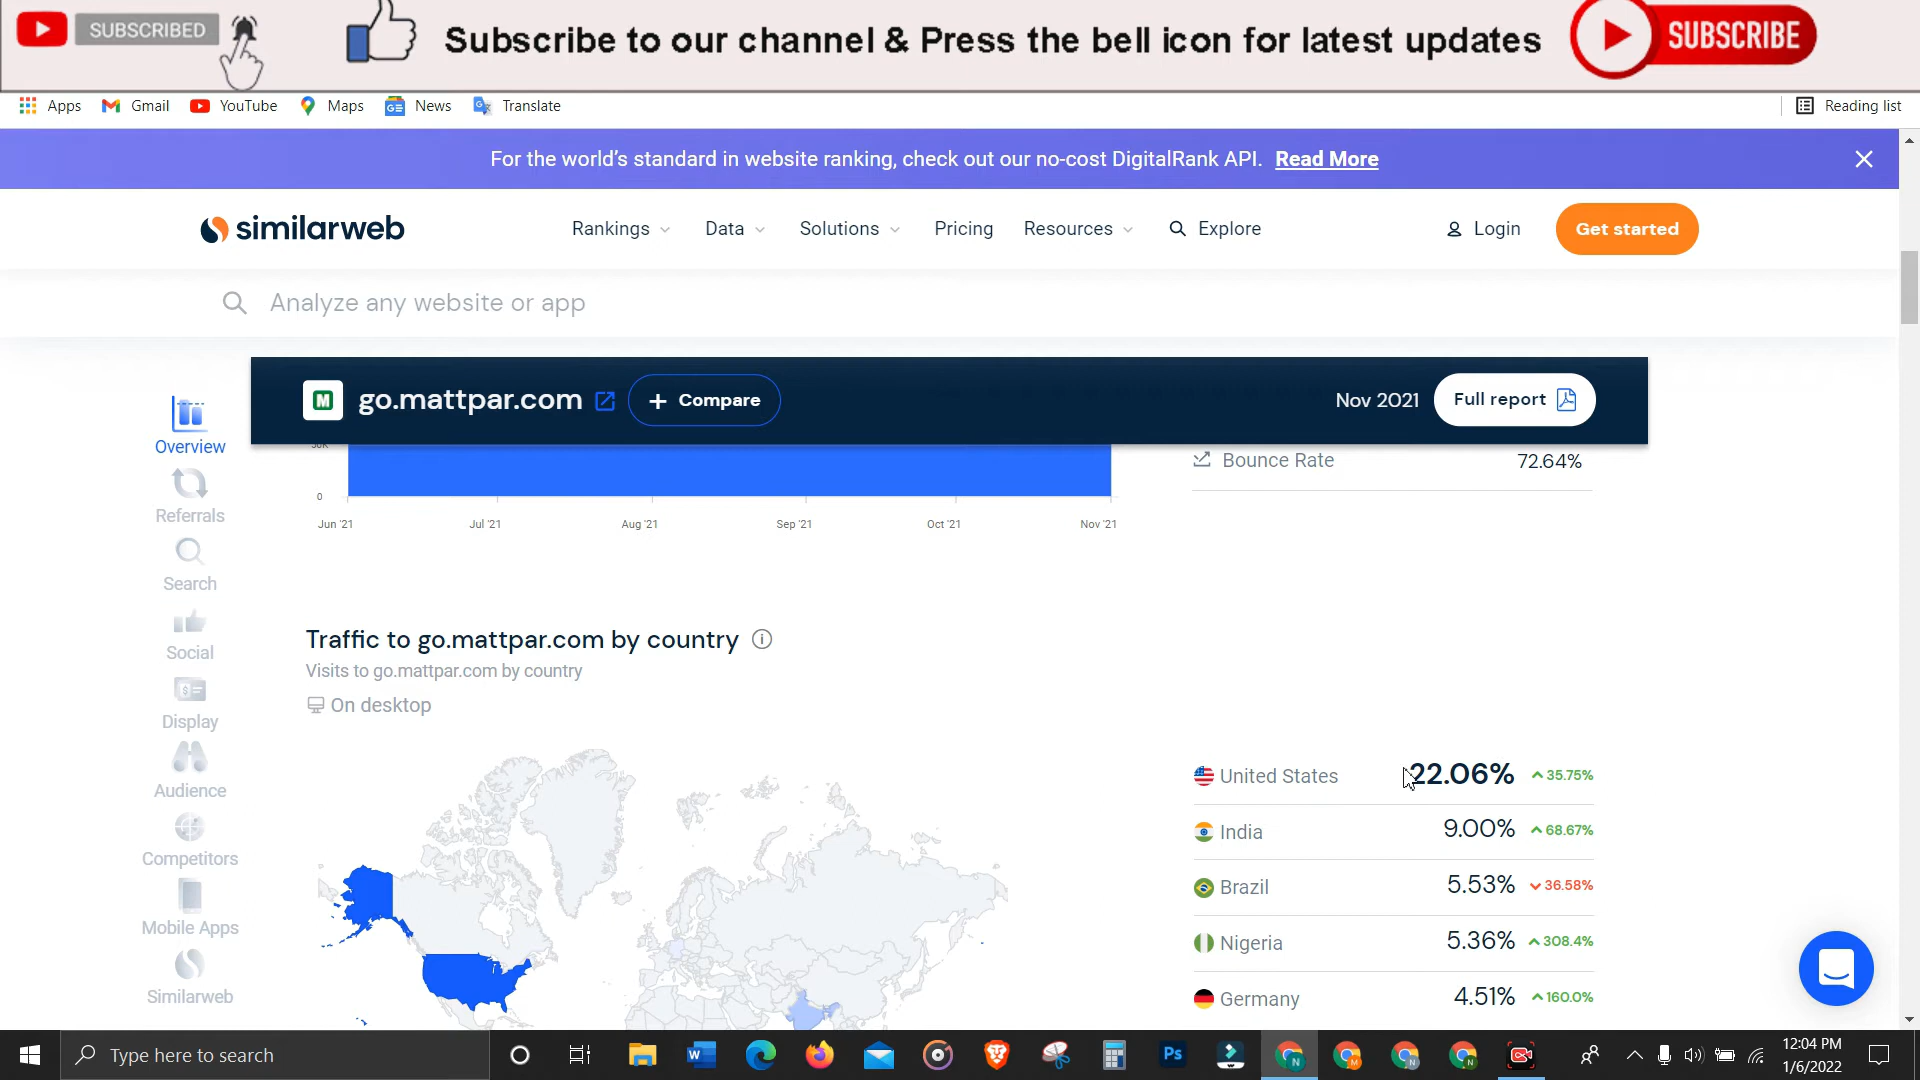 SUBSCRIBED
Subscribe to our channel & Press the bell icon for latest updates
SUBSCRIBE
Apps Gmail YouTube Maps News Translate Reading list
For the world's standard in website ranking, check out our no-cost DigitalRank API. Read More
similarweb Rankings Data Solutions Pricing Resources Explore Login Get started
Analyze any website or app
M go.mattpar.com + Compare Nov 2021 Full report
Overview
Referrals
Search
Social
Display
Audience
Competitors
Mobile Apps
Similarweb
Bounce Rate 72.64%
0
Jun '21 Jul '21 Aug '21 Sep '21 Oct '21 Nov '21
Traffic to go.mattpar.com by country
Visits to go.mattpar.com by country
On desktop
United States 22.06% 35.75%
India 9.00% 68.67%
Brazil 5.53% 36.58%
Nigeria 5.36% 308.4%
Germany 4.51% 160.0%
Type here to search
12:04 PM
1/6/2022